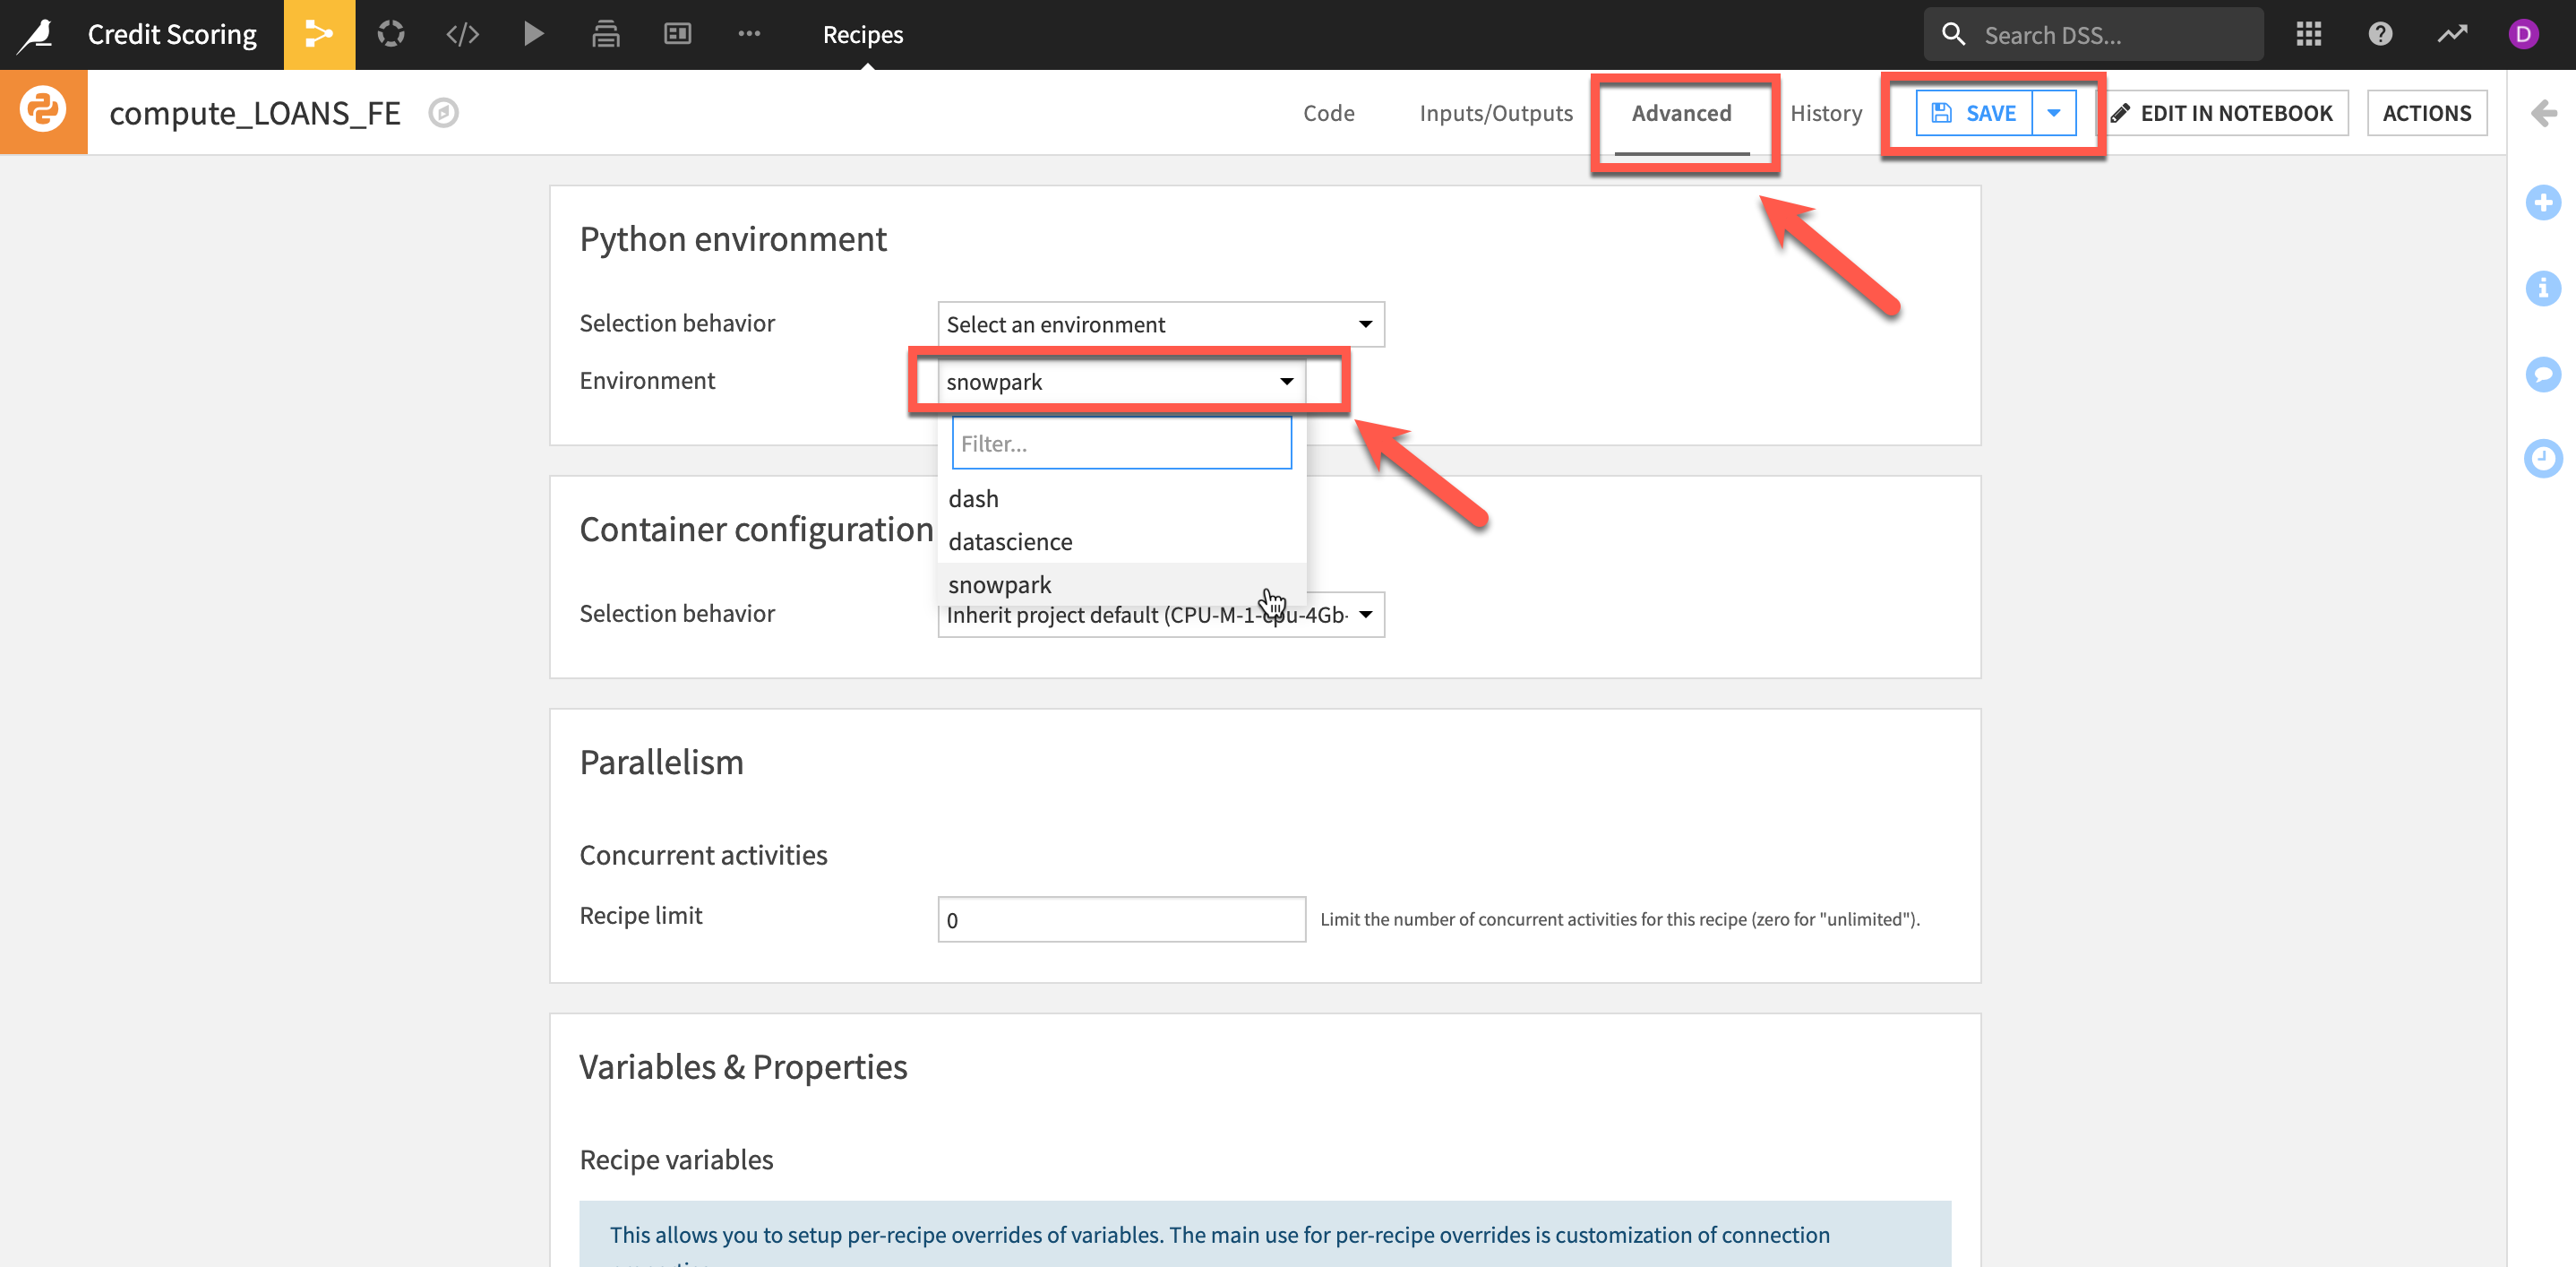 Credit Scoring
Recipes
Search DSS...
D
compute_LOANS_FE
Code
Inputs/Outputs
Advanced
History
SAVE
EDIT IN NOTEBOOK
ACTIONS
Python environment
Selection behavior
Select an environment
Environment
snowpark
Filter...
dash
datascience
snowpark
Container configuration
Selection behavior
Inherit project default (CPU-M-1-cpu-4Gb-
Parallelism
Concurrent activities
Recipe limit
0
Limit the number of concurrent activities for this recipe (zero for "unlimited").
Variables & Properties
Recipe variables
This allows you to setup per-recipe overrides of variables. The main use for per-recipe overrides is customization of connection